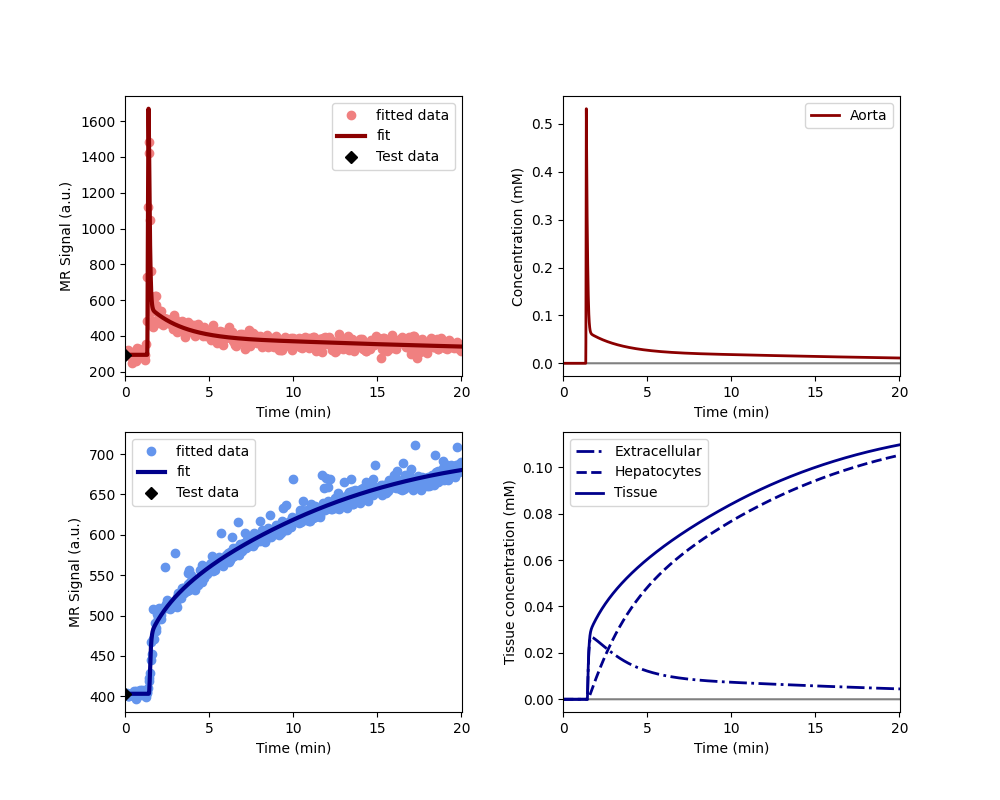 1600
1400
1200
1000
800
600
400
200
MR Signal (a.u.)
fitted data
fit
Test data
0 5 10 15 20
Time (min)
0.5
0.4
0.3
0.2
0.1
0.0
Concentration (mM)
Aorta
0 5 10 15 20
Time (min)
700
650
600
550
500
450
400
MR Signal (a.u.)
fitted data
fit
Test data
0 5 10 15 20
Time (min)
0.10
0.08
0.06
0.04
0.02
0.00
Tissue concentration (mM)
Extracellular
Hepatocytes
Tissue
0 5 10 15 20
Time (min)